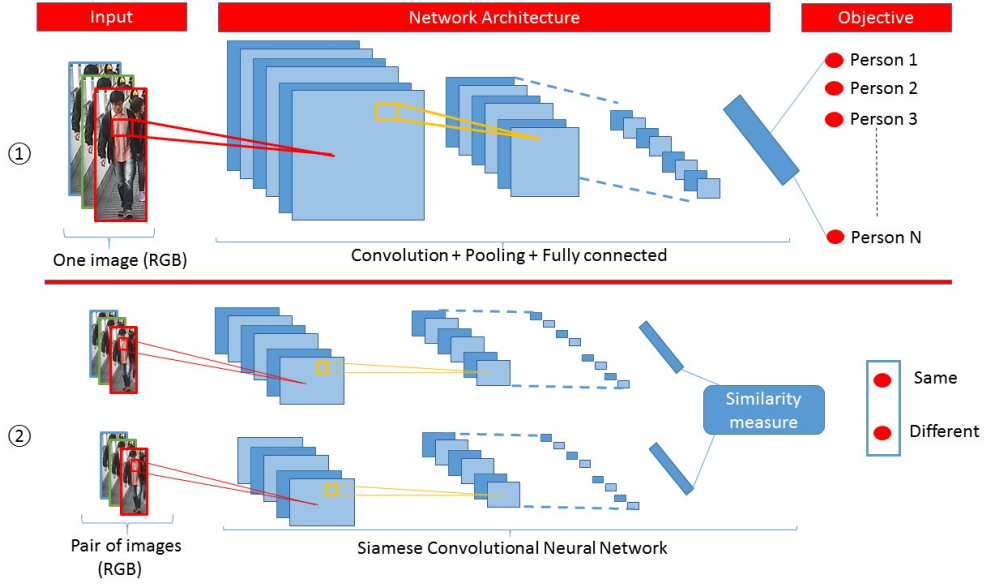 Input
Network Architecture
Objective
①
Person 1
Person 2
Person 3
Person N
One image (RGB)
Convolution + Pooling + Fully connected
②
Similarity
measure
Same
Different
Pair of images
(RGB)
Siamese Convolutional Neural Network